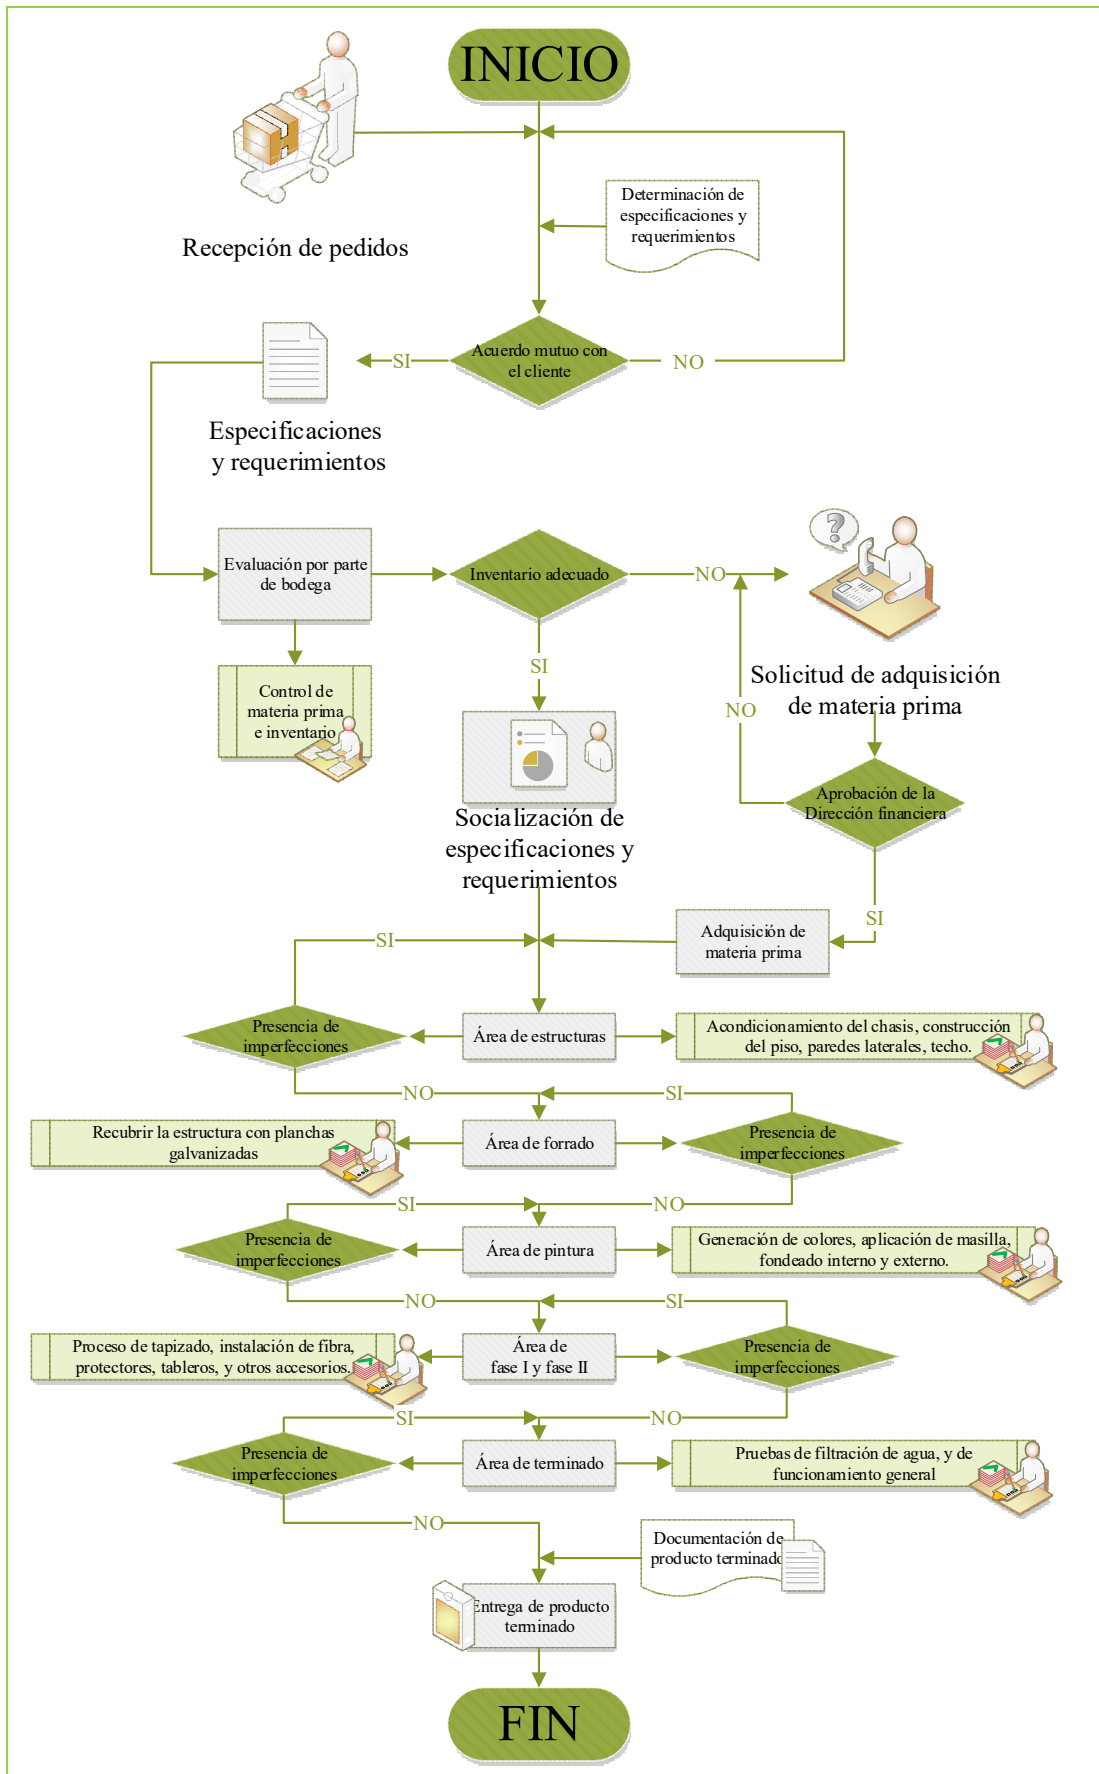 INICIO
Recepción de pedidos
Determinación de
especificaciones y
requerimientos
Acuerdo mutuo con
el cliente
SI
NO
Especificaciones
y requerimientos
Evaluación por parte
de bodega
Inventario adecuado
NO
?
SI
Control de
materia prima
e inventario
Solicitud de adquisición
de materia prima
NO
Aprobación de la
Dirección financiera
Socialización de
especificaciones y
requerimientos
SI
Adquisición de
materia prima
SI
Presencia de
imperfecciones
Área de estructuras
Acondicionamiento del chasis, construcción
del piso, paredes laterales, techo.
NO
SI
Recubrir la estructura con planchas
galvanizadas
Área de forrado
Presencia de
imperfecciones
SI
NO
Presencia de
imperfecciones
Área de pintura
Generación de colores, aplicación de masilla,
fondeado interno y externo.
NO
SI
Proceso de tapizado, instalación de fibra,
protectores, tableros, y otros accesorios.
Área de
fase I y fase II
Presencia de
imperfecciones
SI
NO
Presencia de
imperfecciones
Área de terminado
Pruebas de filtración de agua, y de
funcionamiento general
NO
Documentación de
producto terminado
Entrega de producto
terminado
FIN